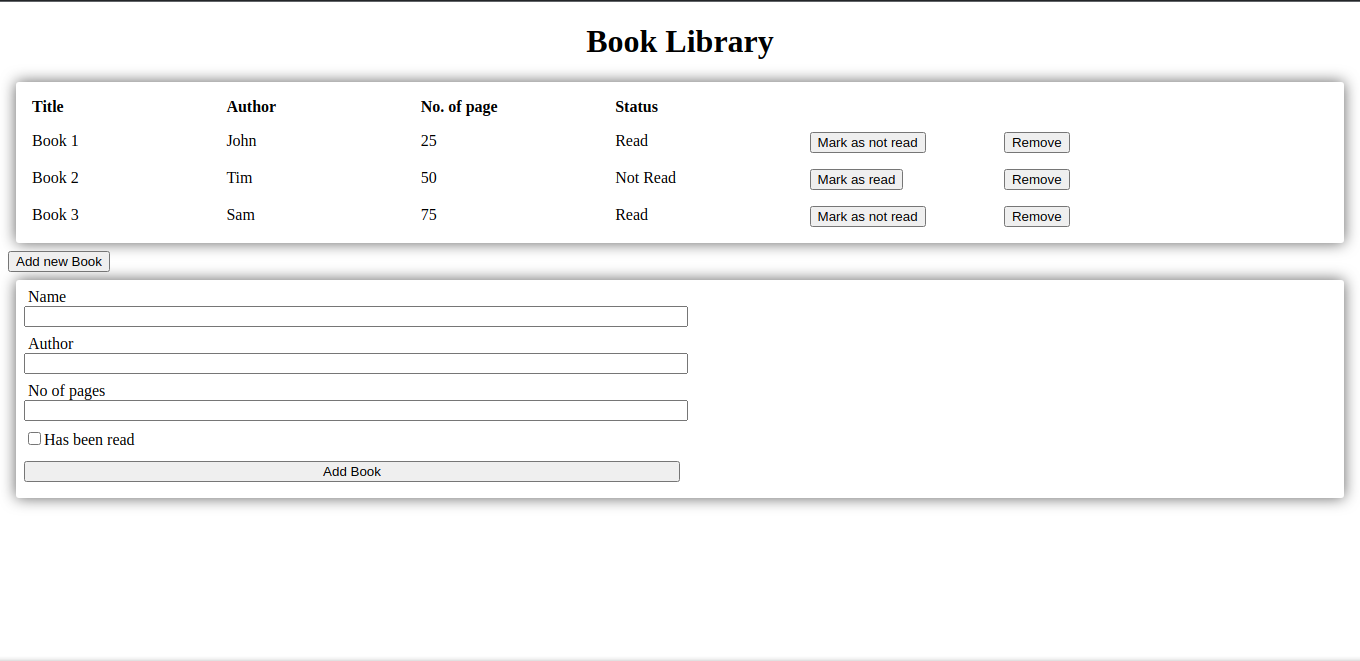 Book Library
Title Author No. of page Status
Book 1 John 25 Read Mark as not read Remove
Book 2 Tim 50 Not Read Mark as read Remove
Book 3 Sam 75 Read Mark as not read Remove
Add new Book
Name
Author
No of pages
Has been read
Add Book